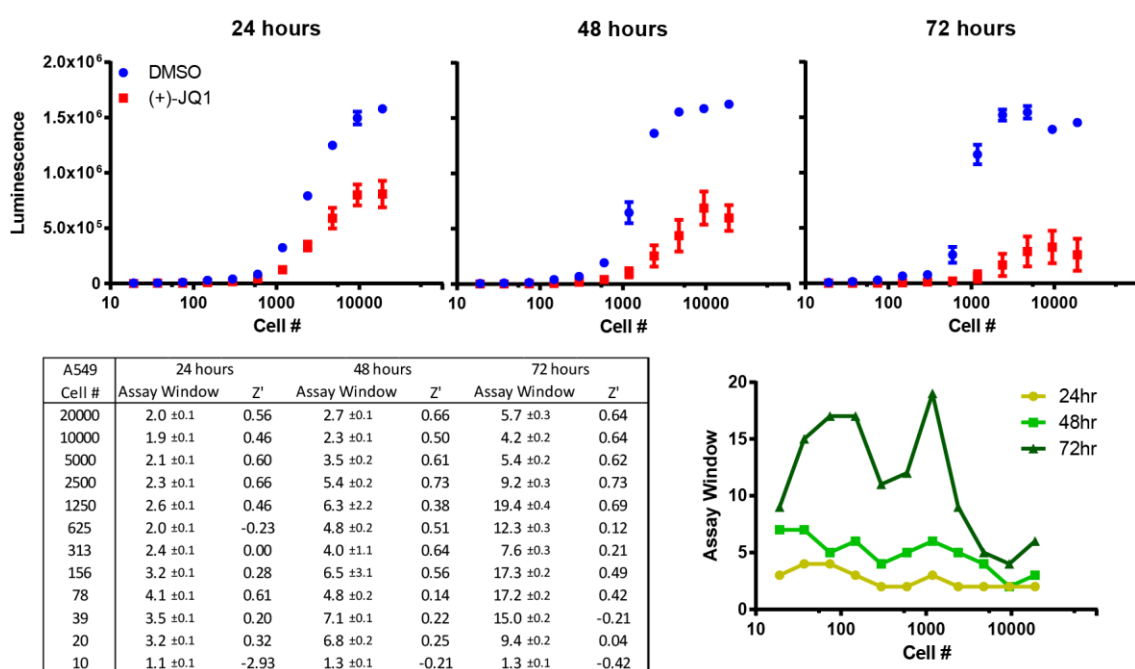 24 hours
48 hours
72 hours
2.0x10⁶
1.5x10⁶
1.0x10⁶
5.0x10⁵
0
Luminescence
DMSO
(+)-JQ1
10 100 1000 10000
Cell #
10 100 1000 10000
Cell #
10 100 1000 10000
Cell #
A549 24 hours 48 hours 72 hours
Cell # Assay Window Z' Assay Window Z' Assay Window Z'
20000 2.0 ±0.1 0.56 2.7 ±0.1 0.66 5.7 ±0.3 0.64
10000 1.9 ±0.1 0.46 2.3 ±0.1 0.50 4.2 ±0.2 0.64
5000 2.1 ±0.1 0.60 3.5 ±0.2 0.61 5.4 ±0.2 0.62
2500 2.3 ±0.1 0.66 5.4 ±0.2 0.73 9.2 ±0.3 0.73
1250 2.6 ±0.1 0.46 6.3 ±2.2 0.38 19.4 ±0.4 0.69
625 2.0 ±0.1 -0.23 4.8 ±0.2 0.51 12.3 ±0.3 0.12
313 2.4 ±0.1 0.00 4.0 ±1.1 0.64 7.6 ±0.3 0.21
156 3.2 ±0.1 0.28 6.5 ±3.1 0.56 17.3 ±0.2 0.49
78 4.1 ±0.1 0.61 4.8 ±0.2 0.14 17.2 ±0.2 0.42
39 3.5 ±0.1 0.20 7.1 ±0.1 0.22 15.0 ±0.2 -0.21
20 3.2 ±0.1 0.32 6.8 ±0.2 0.25 9.4 ±0.2 0.04
10 1.1 ±0.1 -2.93 1.3 ±0.1 -0.21 1.3 ±0.1 -0.42
20
15
10
5
0
Assay Window
24hr
48hr
72hr
10 100 1000 10000
Cell #